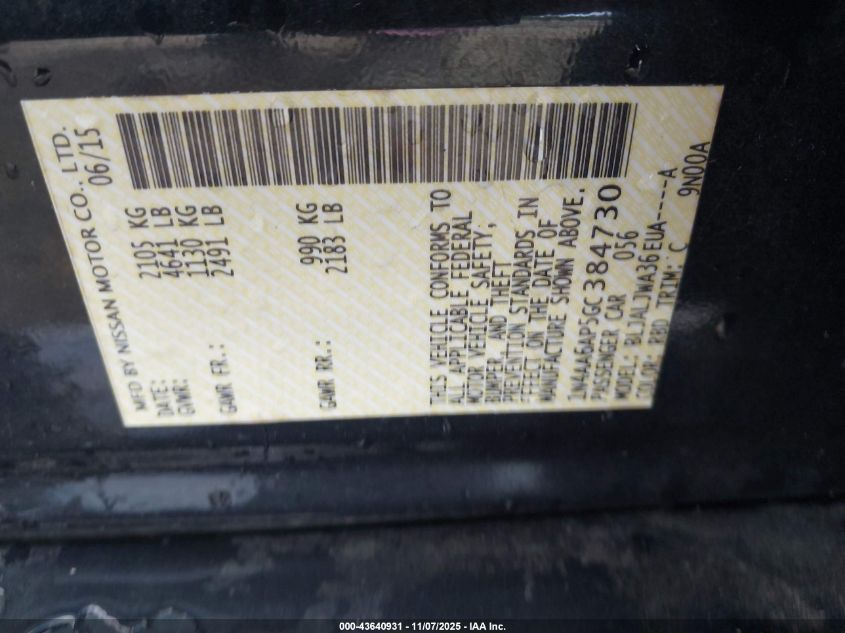 MFD BY NISSAN MOTOR CO., LTD.
DATE: 06/15
GVWR: 2105 KG
4641 LB
GAWR FR.: 1130 KG
2491 LB
GAWR RR.: 990 KG
2183 LB
THIS VEHICLE CONFORMS TO
ALL APPLICABLE FEDERAL
MOTOR VEHICLE SAFETY,
BUMPER, AND THEFT
PREVENTION STANDARDS IN
EFFECT ON THE DATE OF
MANUFACTURE SHOWN ABOVE.
1N4AA6AP5GC384730
PASSENGER CAR 056
MODEL: BLJALJWA36EUA----A
COLOR: RBD TRIM: C 9N00A
000-43640931 - 11/07/2025 - IAA Inc.